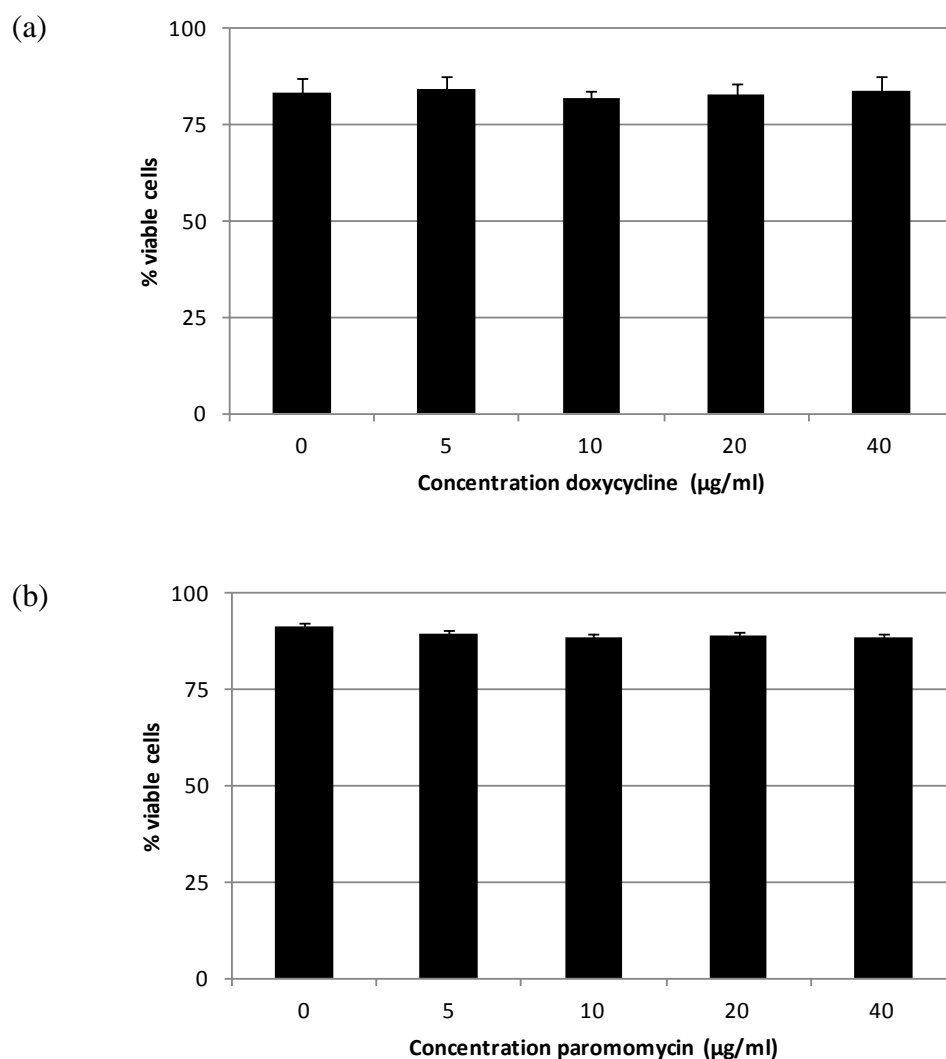 (a)
100
75
50
25
0
% viable cells
0 5 10 20 40
Concentration doxycycline (µg/ml)
(b)
100
75
50
25
0
% viable cells
0 5 10 20 40
Concentration paromomycin (µg/ml)